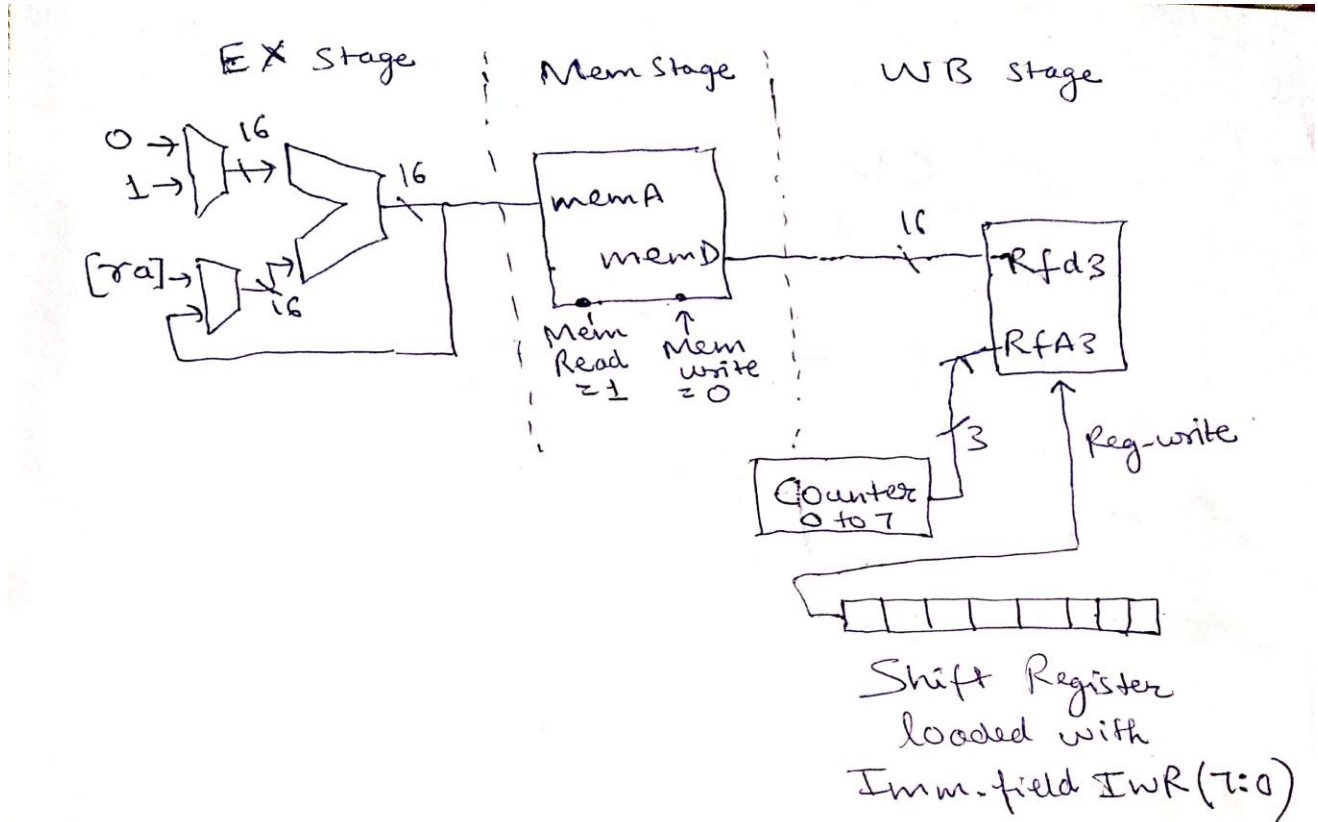 EX Stage
Mem Stage
WB stage
0
1
16
16
[ra]
16
memA
memD
Mem
Read
= 1
Mem
write
= 0
16
Rfd3
RfA3
3
Reg-write
Counter
0 to 7
Shift Register
loaded with
Imm. field IWR(7:0)